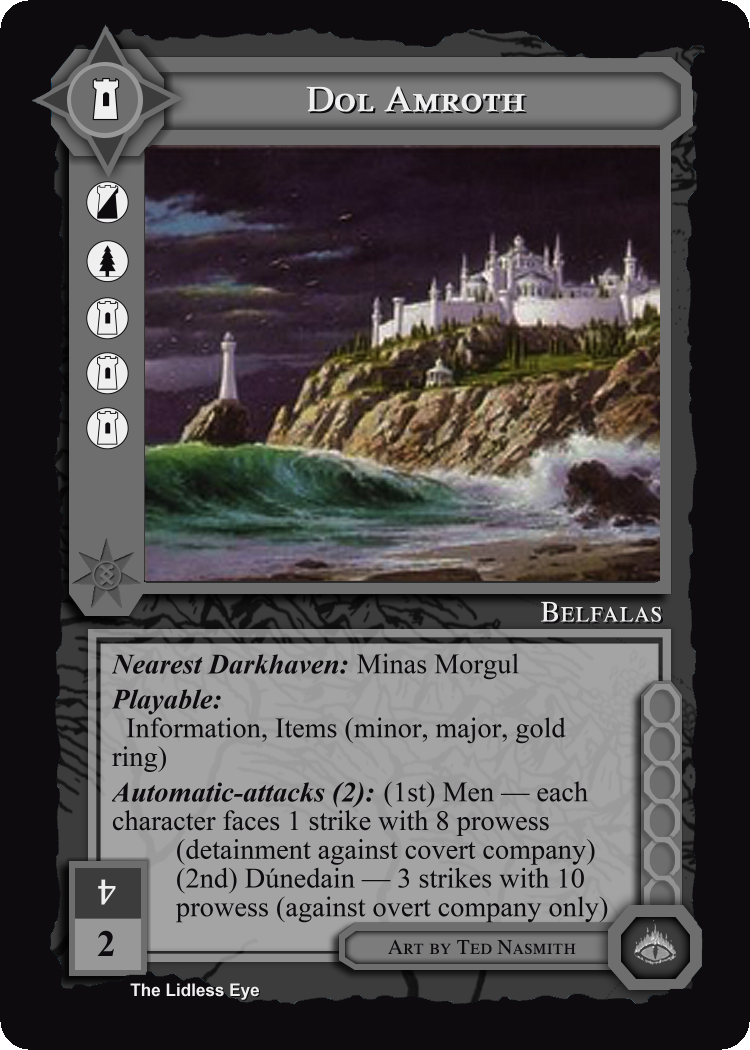 Dol Amroth
Belfalas
Nearest Darkhaven: Minas Morgul
Playable:
Information, Items (minor, major, gold
ring)
Automatic-attacks (2): (1st) Men — each
character faces 1 strike with 8 prowess
(detainment against covert company)
(2nd) Dúnedain — 3 strikes with 10
prowess (against overt company only)
4
2
Art by Ted Nasmith
The Lidless Eye